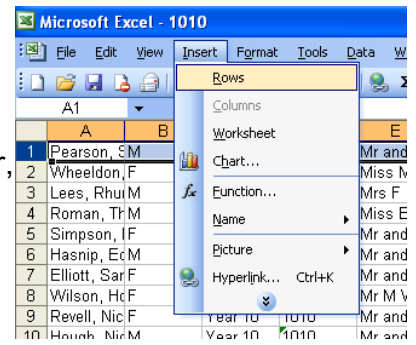 Microsoft Excel - 1010
File Edit View Insert Format Tools Data W
A1
Rows
Columns
Worksheet
Chart...
Function...
Name
Picture
Hyperlink... Ctrl+K
A B E
1 Pearson, S M Mr and
2 Wheeldon, F Miss M
3 Lees, Rhu M Mrs F
4 Roman, Th M Miss E
5 Simpson, F Mr and
6 Hasnip, Ed M Mr and
7 Elliott, Sar F Mr and
8 Wilson, Ho F Mr M V
9 Revell, Nic F Year 10 1010 Mr and
10 Hough, Nic M Year 10 1010 Mr and